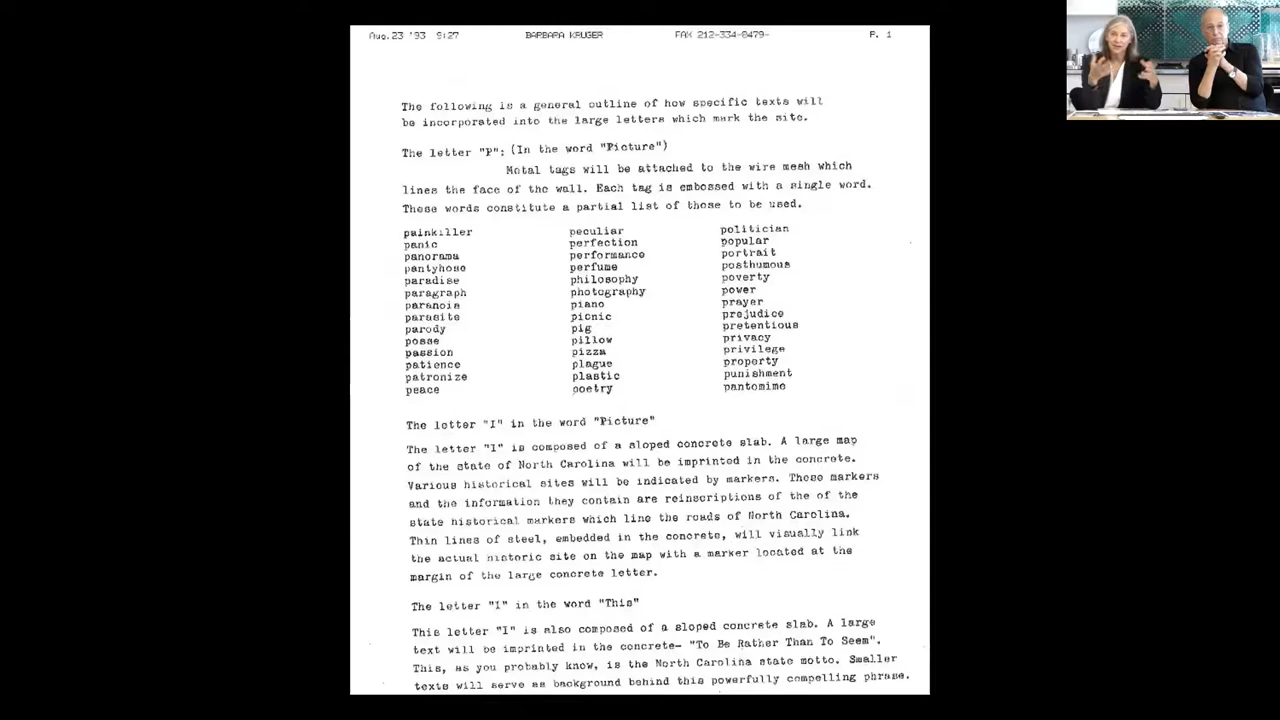 Aug.23 '93 9:27 BARBARA KRUGER FAX 212-334-0479- P. 1
The following is a general outline of how specific texts will
be incorporated into the large letters which mark the site.
The letter "P": (In the word "Picture")
Metal tags will be attached to the wire mesh which
lines the face of the wall. Each tag is embossed with a single word.
These words constitute a partial list of those to be used.
painkiller peculiar politician
panic perfection popular
panorama performance portrait
pantyhose perfume posthumous
paradise philosophy poverty
paragraph photography power
paranoia piano prayer
parasite picnic prejudice
parody pig pretentious
posse pillow privacy
passion pizza privilege
patience plague property
patronize plastic punishment
peace poetry pantomime
The letter "I" in the word "Picture"
The letter "I" is composed of a sloped concrete slab. A large map
of the state of North Carolina will be imprinted in the concrete.
Various historical sites will be indicated by markers. These markers
and the information they contain are reinscriptions of the of the
state historical markers which line the roads of North Carolina.
Thin lines of steel, embedded in the concrete, will visually link
the actual historic site on the map with a marker located at the
margin of the large concrete letter.
The letter "I" in the word "This"
This letter "I" is also composed of a sloped concrete slab. A large
text will be imprinted in the concrete- "To Be Rather Than To Seem".
This, as you probably know, is the North Carolina state motto. Smaller
texts will serve as background behind this powerfully compelling phrase.